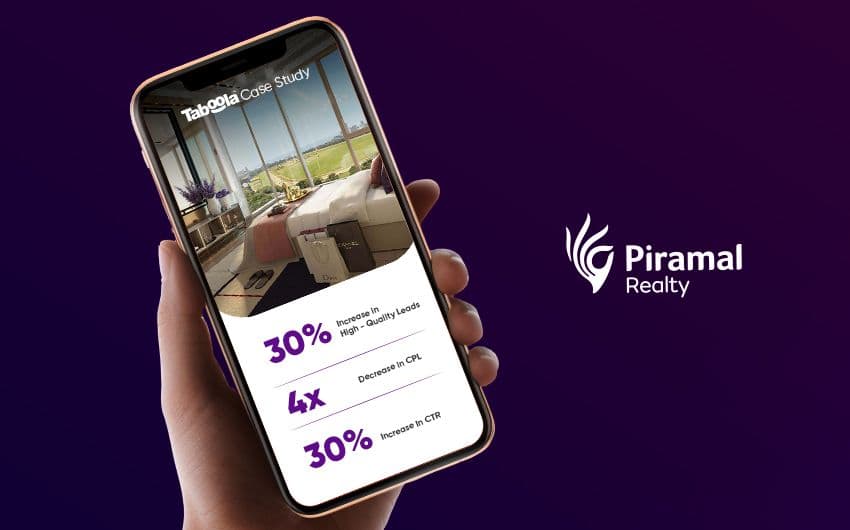 Taboola Case Study
30%
Increase in
High - Quality Leads
4x
Decrease in CPL
30%
Increase In CTR
Piramal
Realty